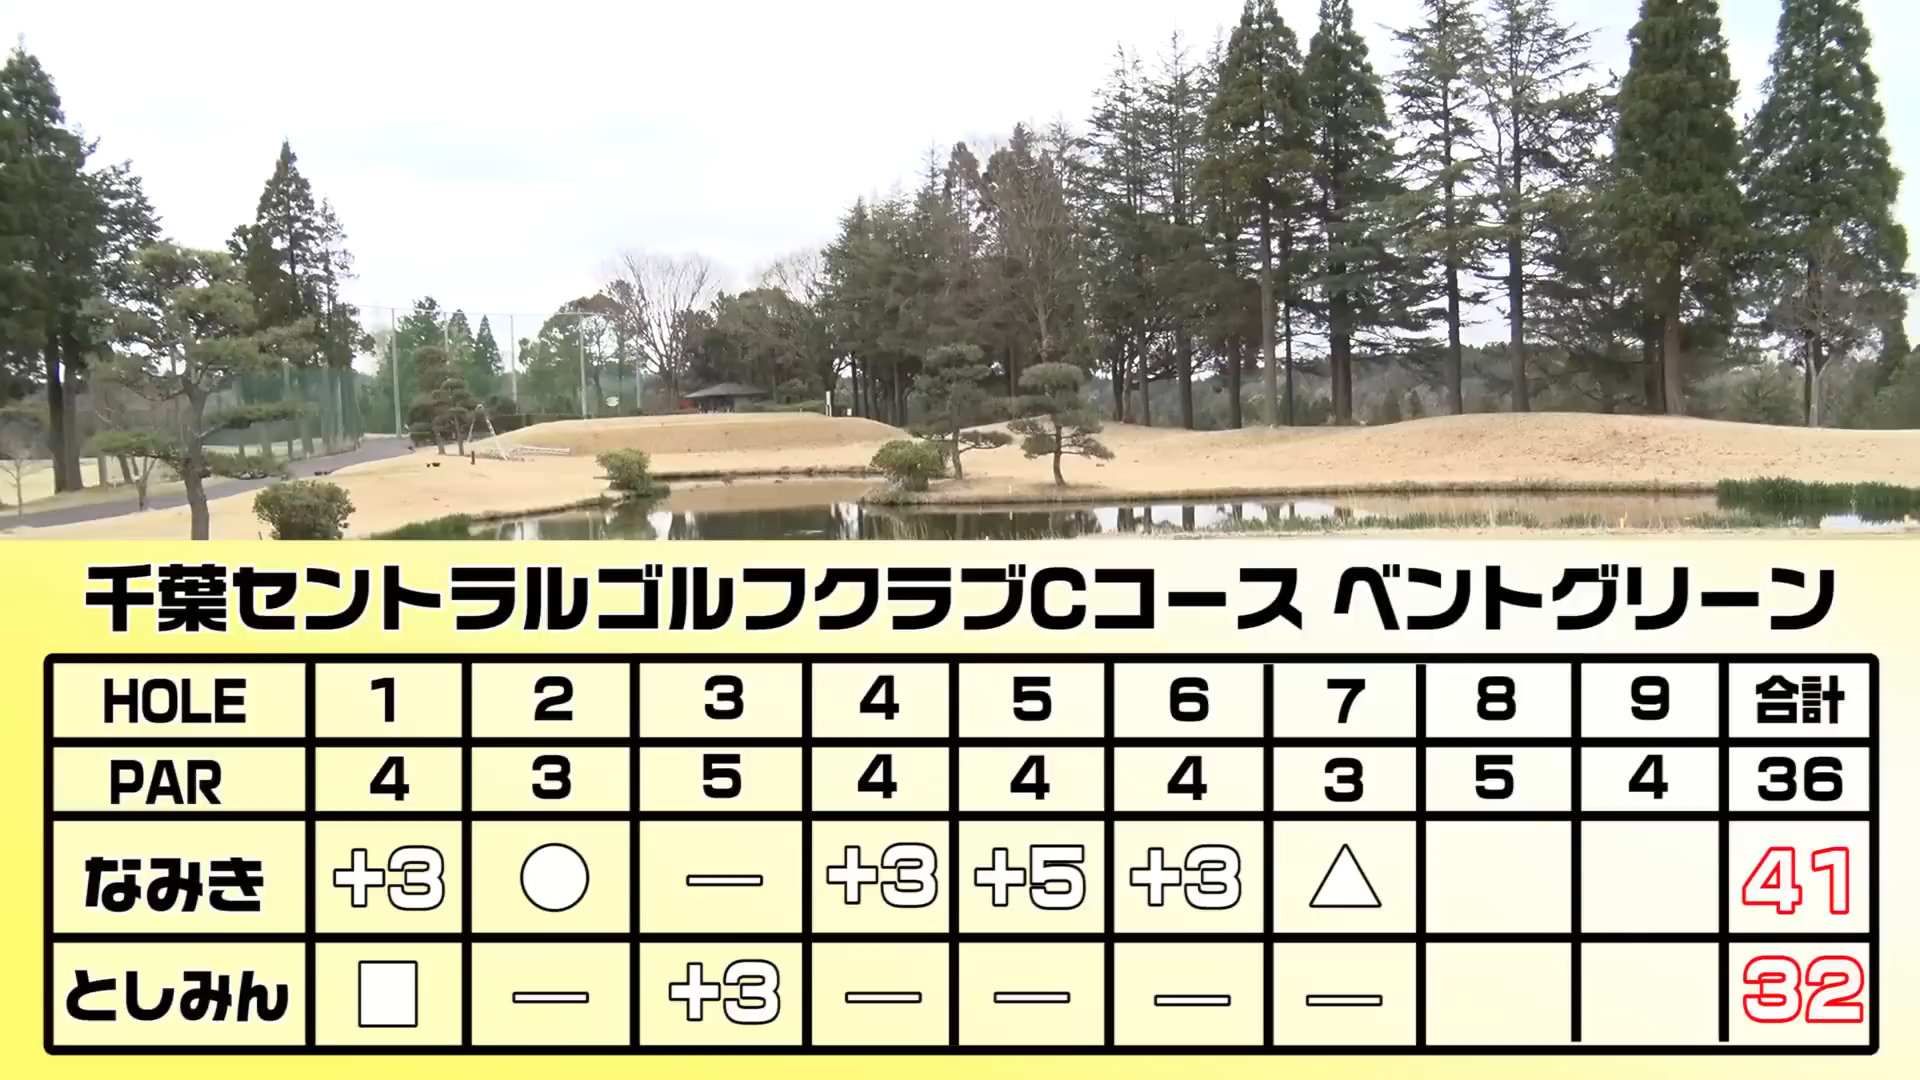 千葉セントラルゴルフクラブCコース ベントグリーン
HOLE 1 2 3 4 5 6 7 8 9 合計
PAR 4 3 5 4 4 4 3 5 4 36
なみき +3 ○ — +3 +5 +3 △ 41
としみん □ — +3 — — — — 32